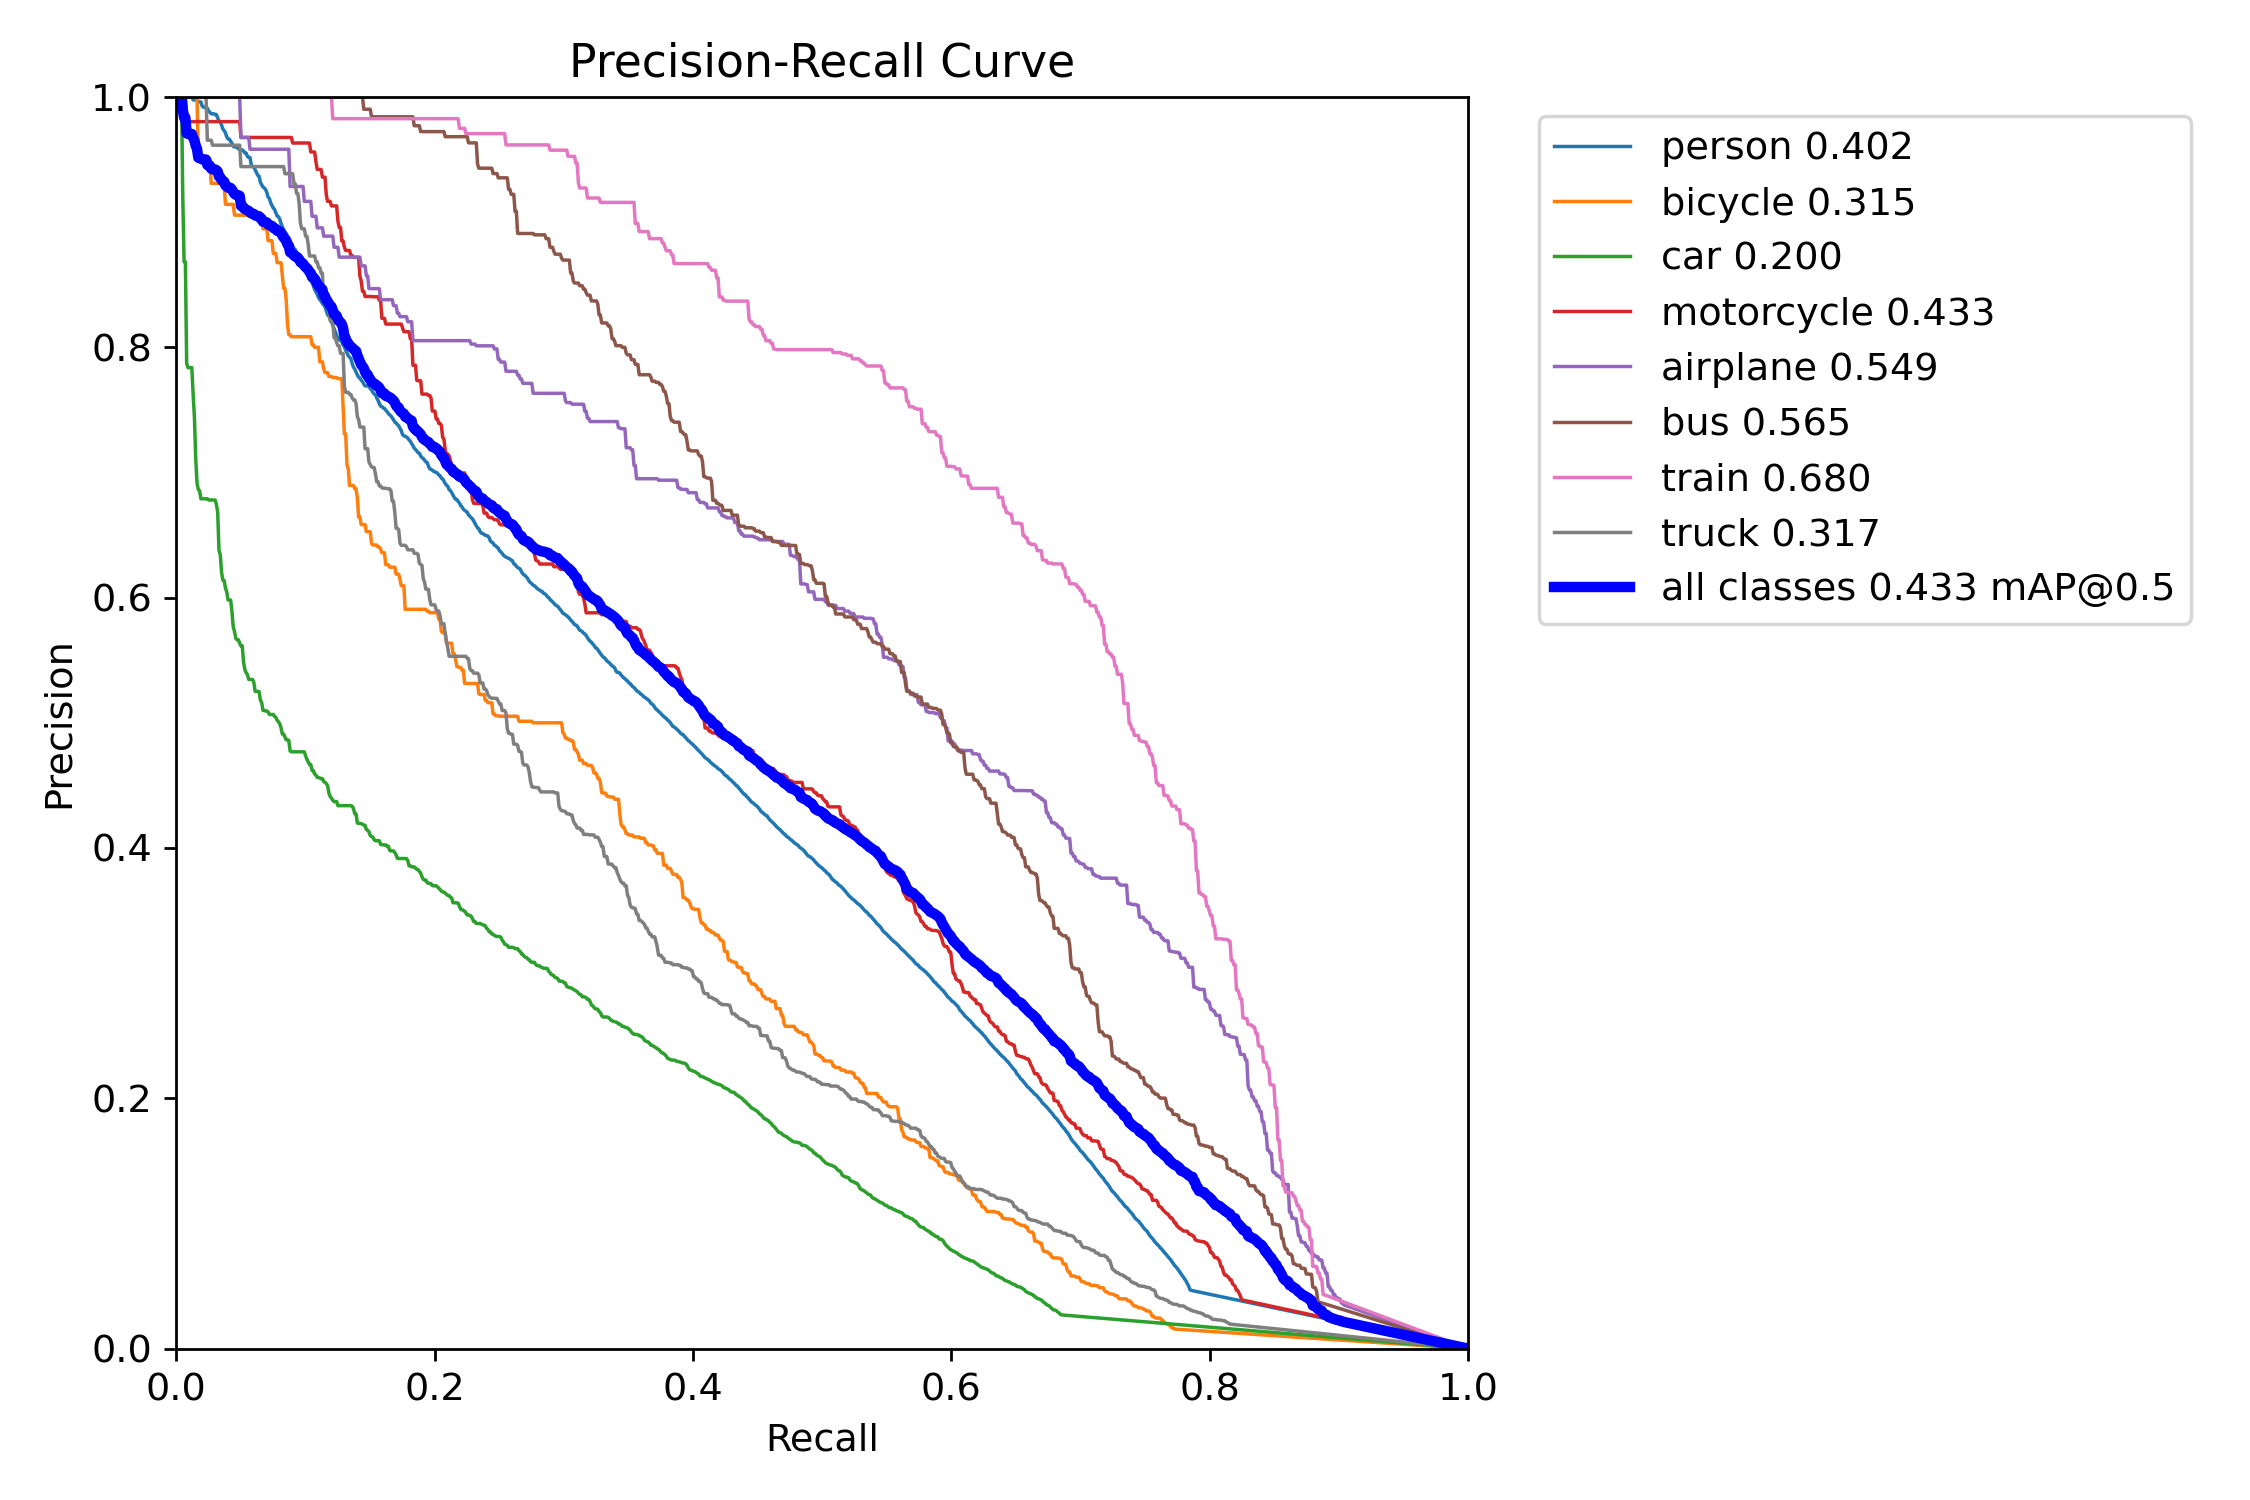 Precision-Recall Curve
1.0
0.8
0.6
0.4
0.2
0.0
Precision
0.0 0.2 0.4 0.6 0.8 1.0
Recall
person 0.402
bicycle 0.315
car 0.200
motorcycle 0.433
airplane 0.549
bus 0.565
train 0.680
truck 0.317
all classes 0.433 mAP@0.5